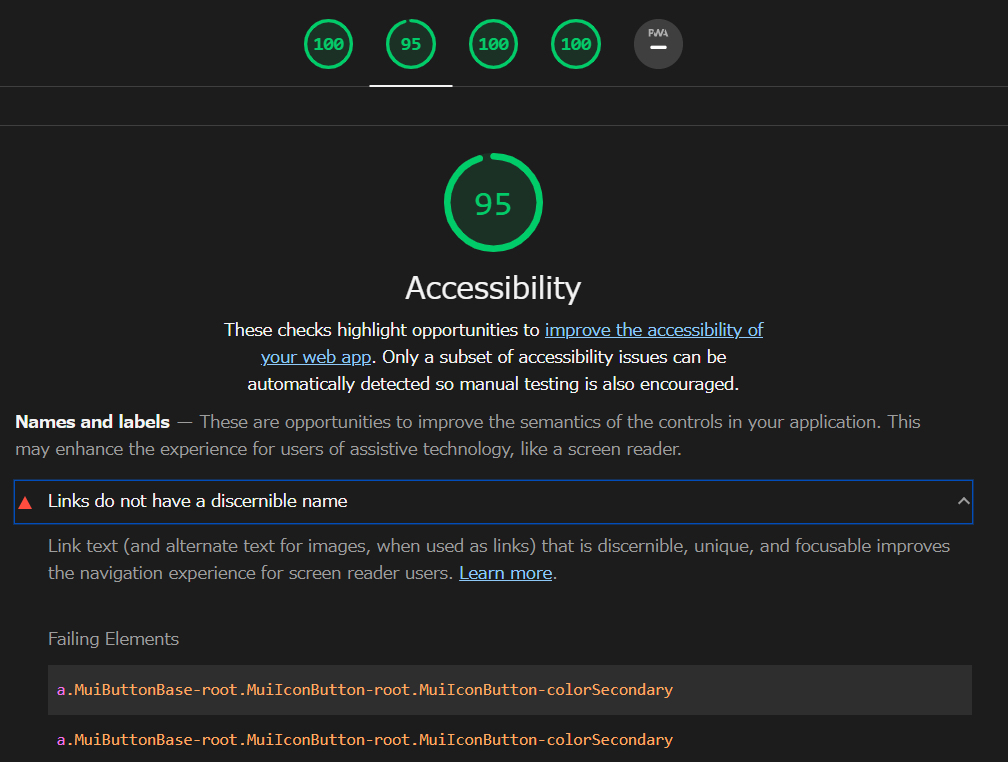 100
95
100
100
PWA
95
Accessibility
These checks highlight opportunities to improve the accessibility of
your web app. Only a subset of accessibility issues can be
automatically detected so manual testing is also encouraged.
Names and labels — These are opportunities to improve the semantics of the controls in your application. This
may enhance the experience for users of assistive technology, like a screen reader.
Links do not have a discernible name
Link text (and alternate text for images, when used as links) that is discernible, unique, and focusable improves
the navigation experience for screen reader users. Learn more.
Failing Elements
a.MuiButtonBase-root.MuiIconButton-root.MuiIconButton-colorSecondary
a.MuiButtonBase-root.MuiIconButton-root.MuiIconButton-colorSecondary